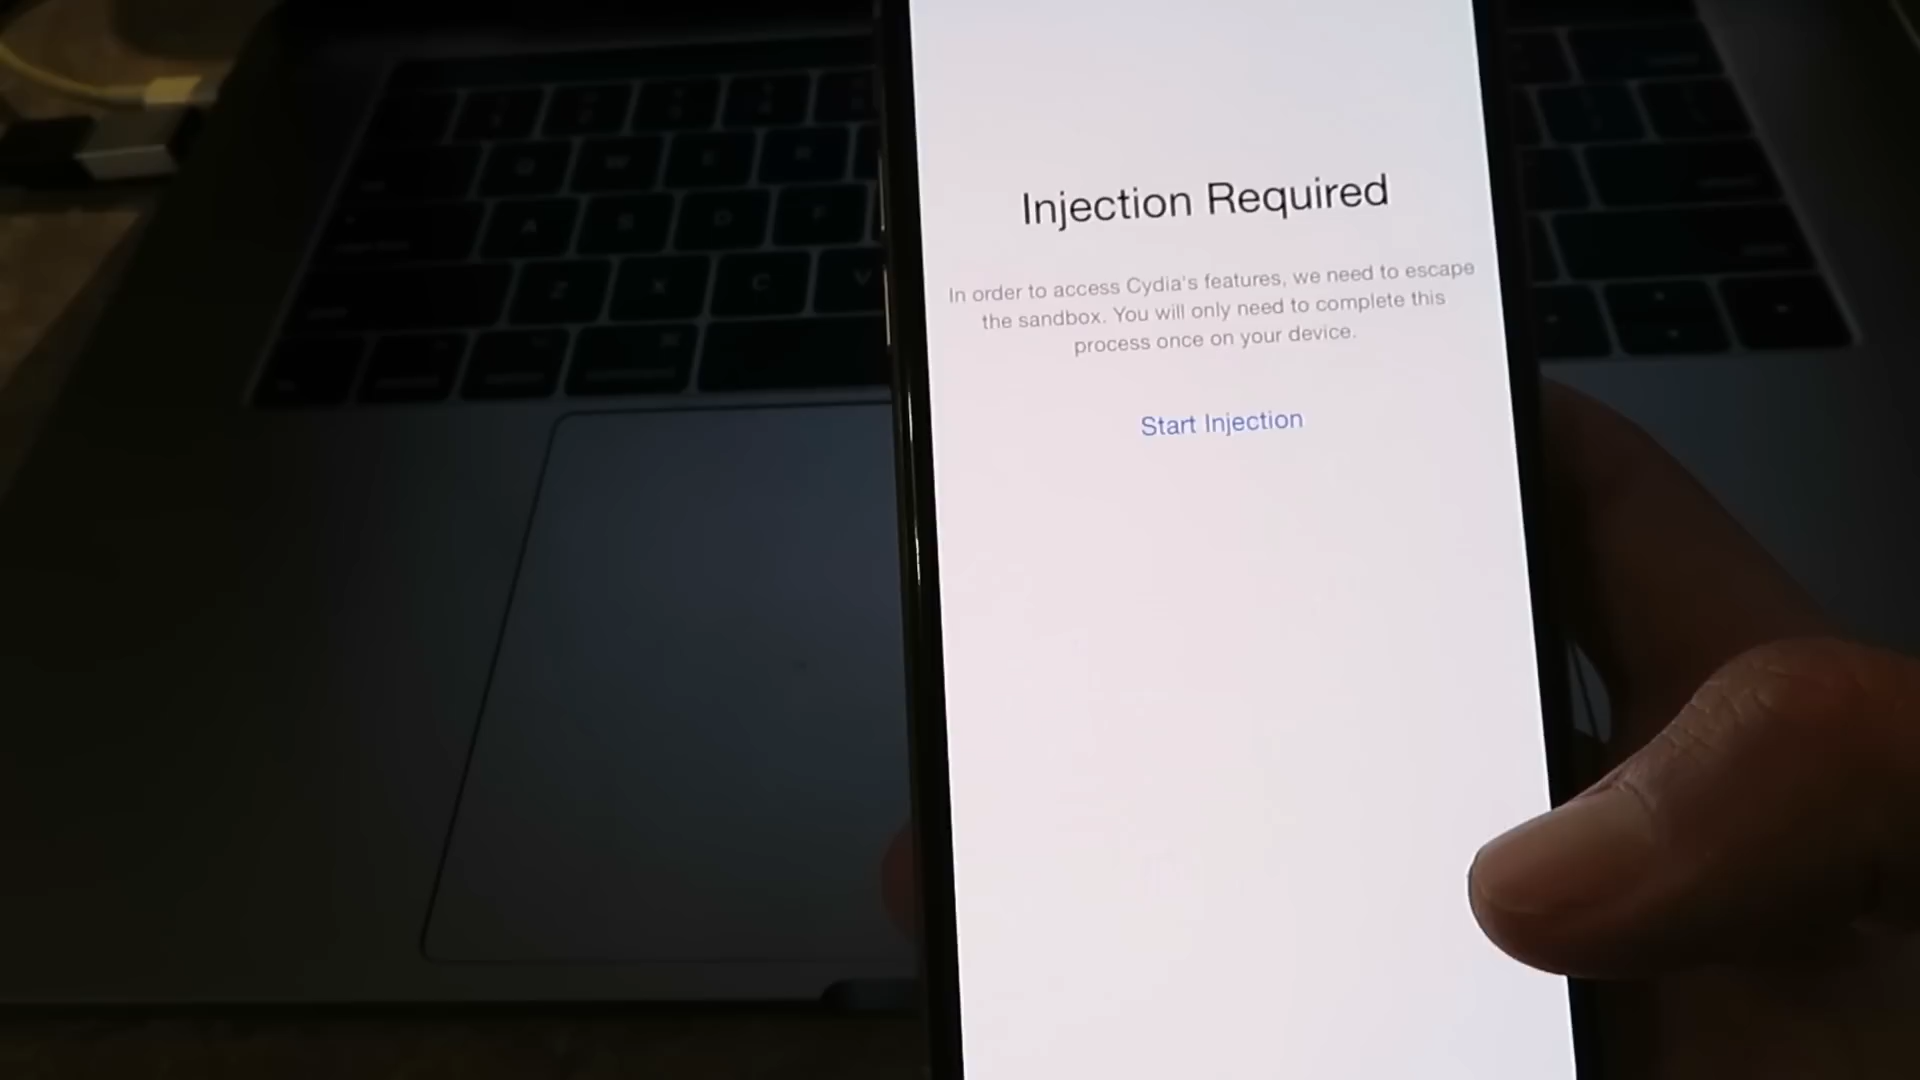 Injection Required
In order to access Cydia's features, we need to escape
the sandbox. You will only need to complete this
process once on your device.
Start Injection
Q W E R
A S D F
Z X C V